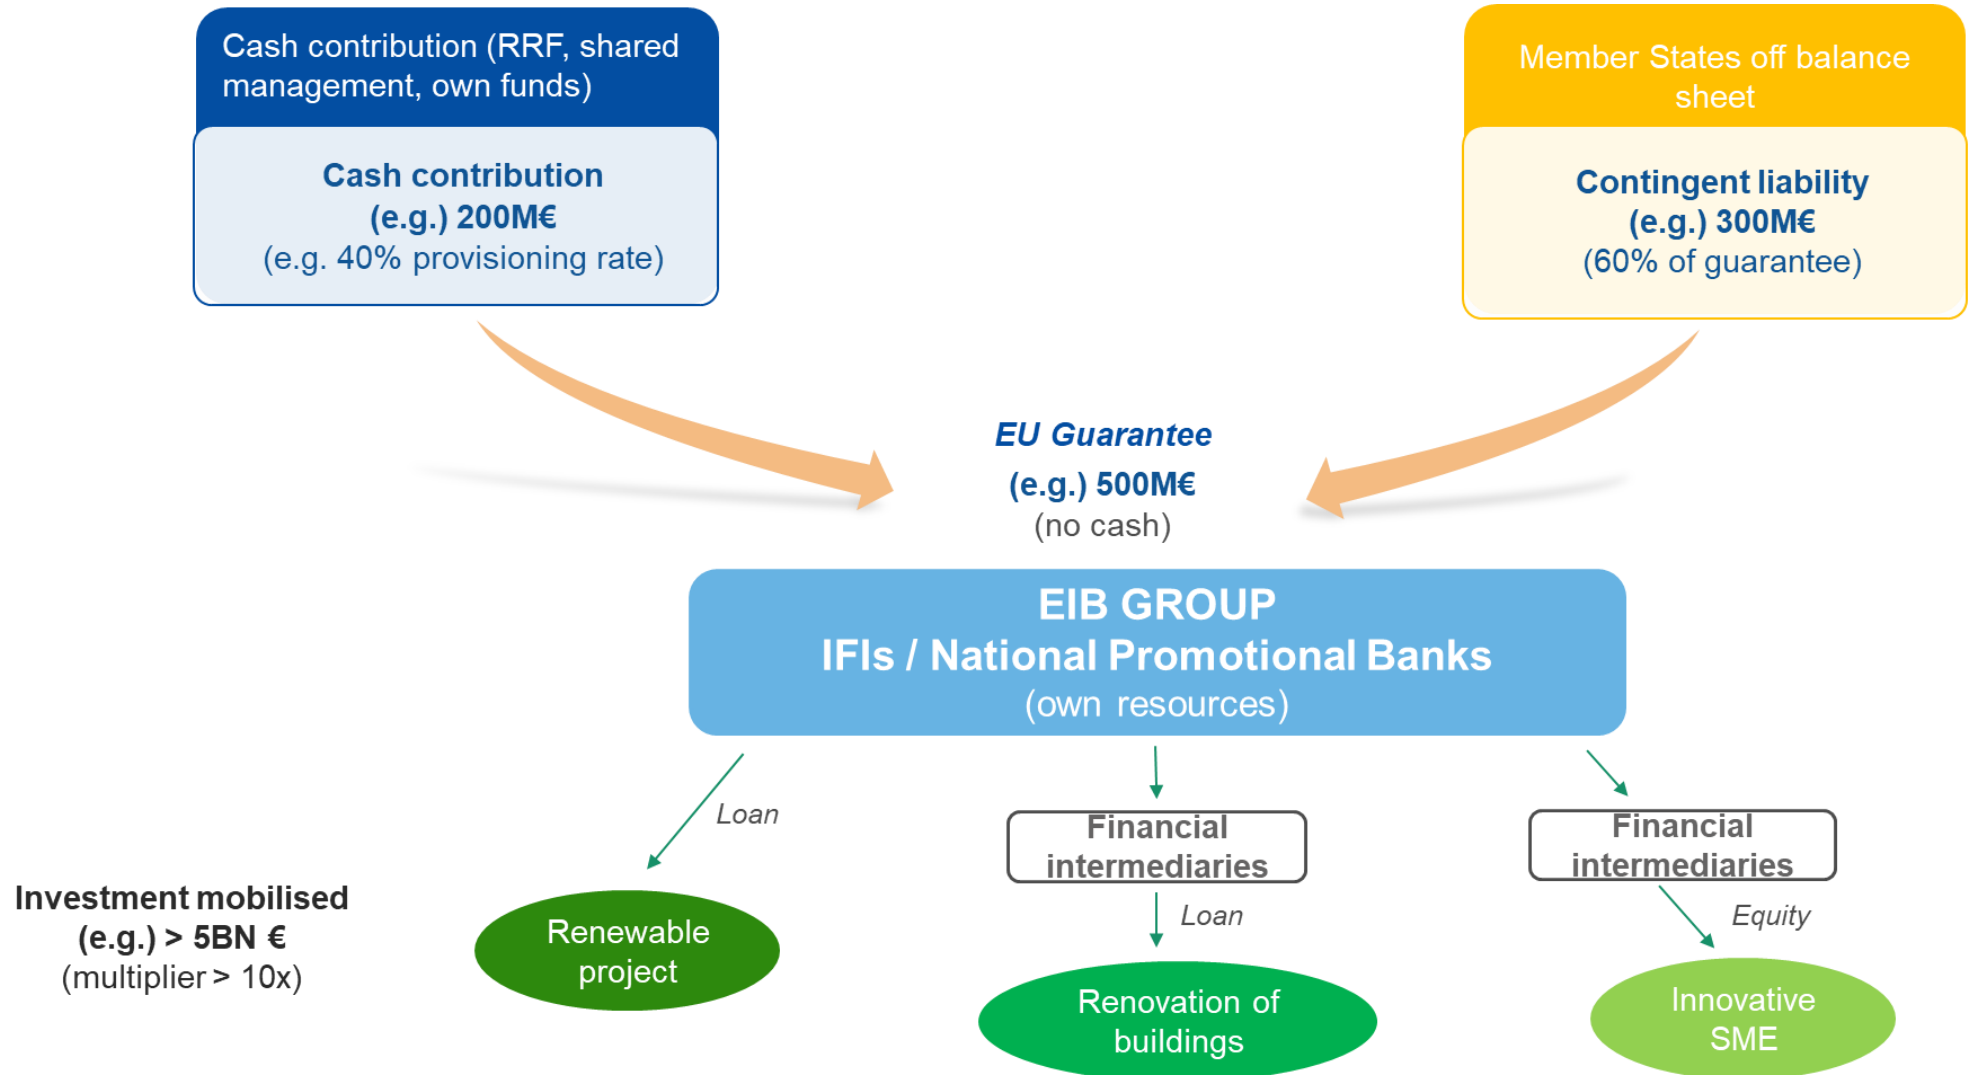 Cash contribution (RRF, shared
management, own funds)
Cash contribution
(e.g.) 200M€
(e.g. 40% provisioning rate)
Member States off balance
sheet
Contingent liability
(e.g.) 300M€
(60% of guarantee)
EU Guarantee
(e.g.) 500M€
(no cash)
EIB GROUP
IFIs / National Promotional Banks
(own resources)
Loan
Financial
intermediaries
Financial
intermediaries
Investment mobilised
(e.g.) > 5BN €
(multiplier > 10x)
Renewable
project
Loan
Equity
Renovation of
buildings
Innovative
SME